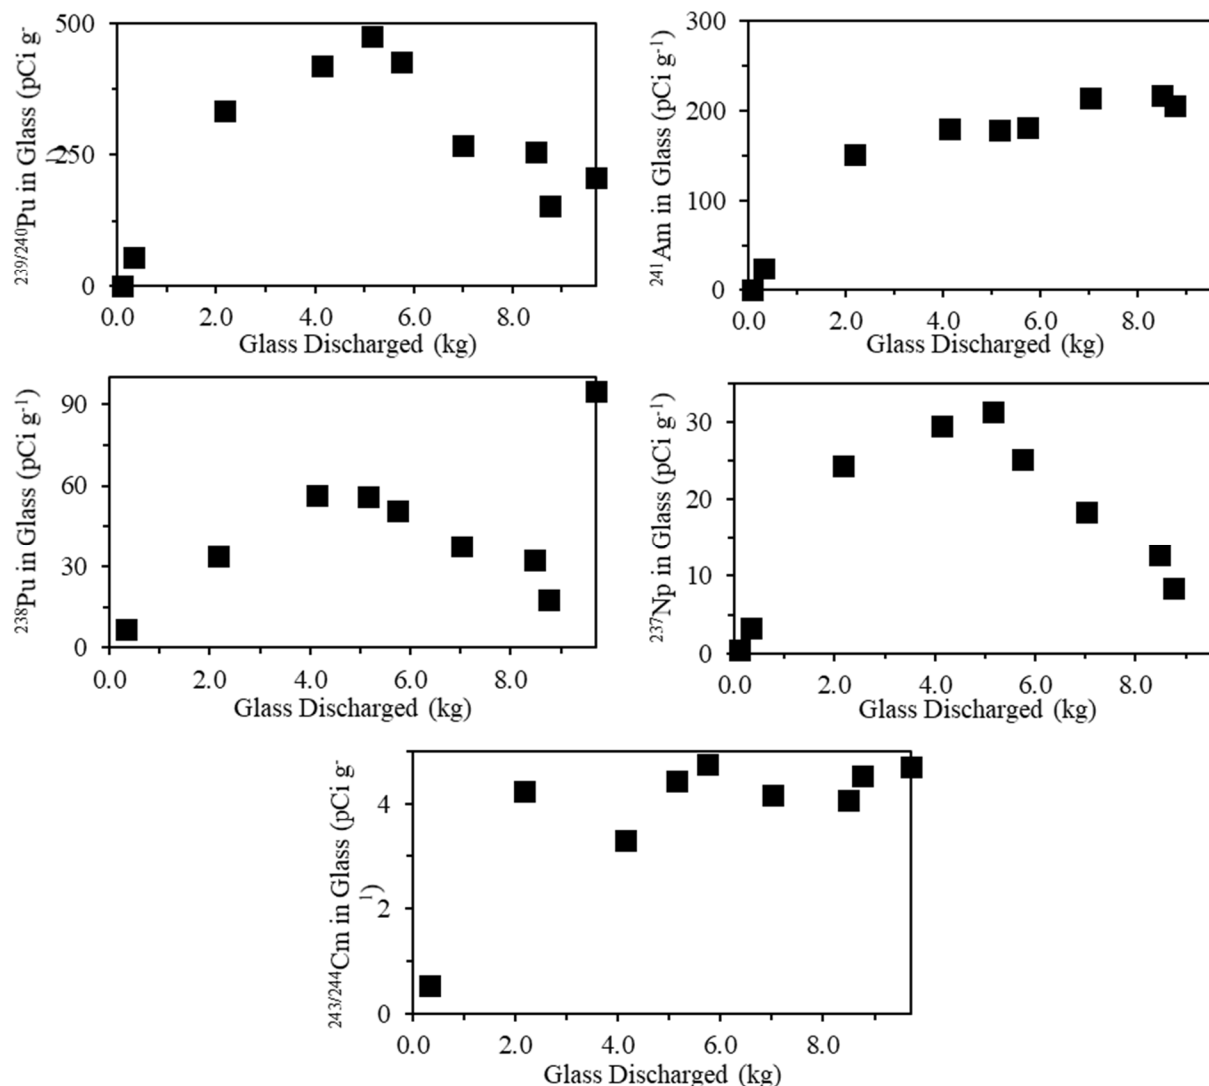 239/240Pu in Glass (pCi g-
1)
500
250
0
0.0 2.0 4.0 6.0 8.0
Glass Discharged (kg)
241Am in Glass (pCi g-1)
300
200
100
0
0.0 2.0 4.0 6.0 8.0
Glass Discharged (kg)
238Pu in Glass (pCi g-1)
90
60
30
0
0.0 2.0 4.0 6.0 8.0
Glass Discharged (kg)
237Np in Glass (pCi g-1)
30
20
10
0
0.0 2.0 4.0 6.0 8.0
Glass Discharged (kg)
243/244Cm in Glass (pCi g-
1)
4
2
0
0.0 2.0 4.0 6.0 8.0
Glass Discharged (kg)